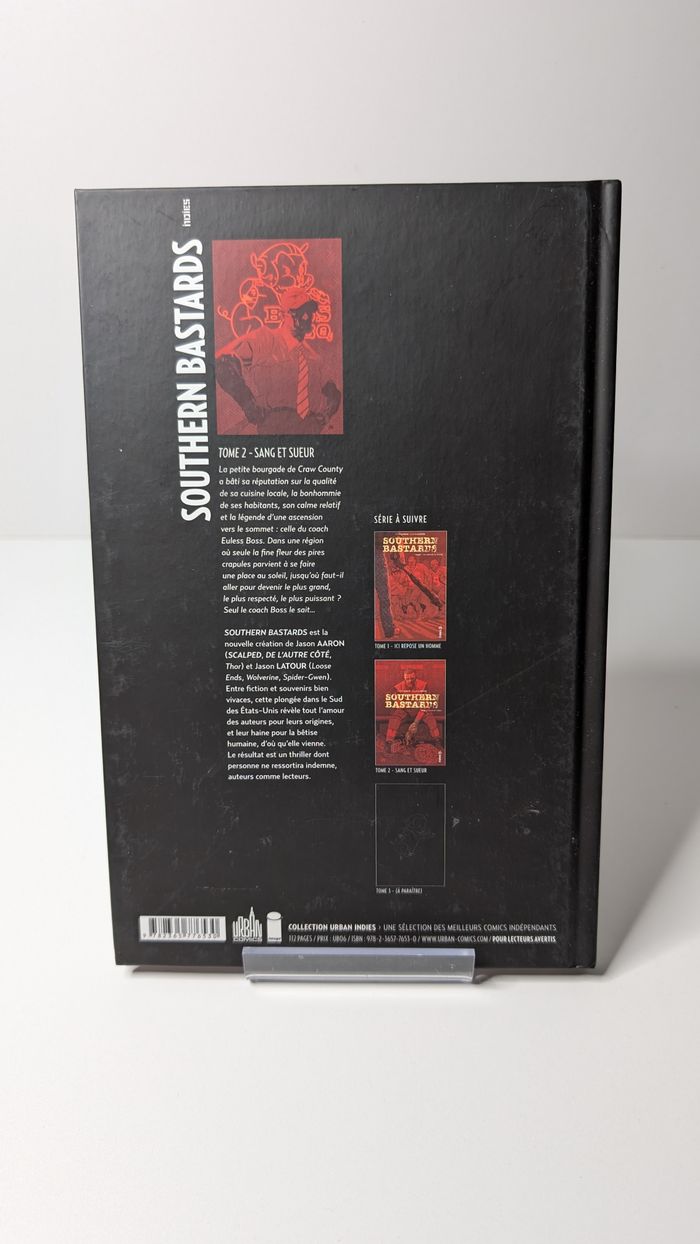 SOUTHERN BASTARDS
INDIES
TOME 2 - SANG ET SUEUR
La petite bourgade de Craw County
a bâti sa réputation sur la qualité
de sa cuisine locale, la bonhommie
de ses habitants, son calme relatif
et la légende d'une ascension
vers le sommet : celle du coach
Euless Boss. Dans une région
où seule la fine fleur des pires
crapules parvient à se faire
une place au soleil, jusqu'où faut-il
aller pour devenir le plus grand,
le plus respecté, le plus puissant ?
Seul le coach Boss le sait...
SOUTHERN BASTARDS est la
nouvelle création de Jason AARON
(SCALPED, DE L'AUTRE CÔTÉ,
Thor) et Jason LATOUR (Loose
Ends, Wolverine, Spider-Gwen).
Entre fiction et souvenirs bien
vivaces, cette plongée dans le Sud
des États-Unis révèle tout l'amour
des auteurs pour leurs origines,
et leur haine pour la bêtise
humaine, d'où qu'elle vienne.
Le résultat est un thriller dont
personne ne ressortira indemne,
auteurs comme lecteurs.
SÉRIE À SUIVRE
SOUTHERN
BASTARDS
TOME 1 - ICI REPOSE UN HOMME
SOUTHERN
BASTARDS
TOME 2 - SANG ET SUEUR
TOME 3 - (À PARAÎTRE)
9 782365 776530
URBAN
COMICS
image
COLLECTION URBAN INDIES > UNE SÉLECTION DES MEILLEURS COMICS INDÉPENDANTS
112 PAGES / PRIX : UB06 / ISBN : 978-2-3657-7653-0 / WWW.URBAN-COMICS.COM / POUR LECTEURS AVERTIS